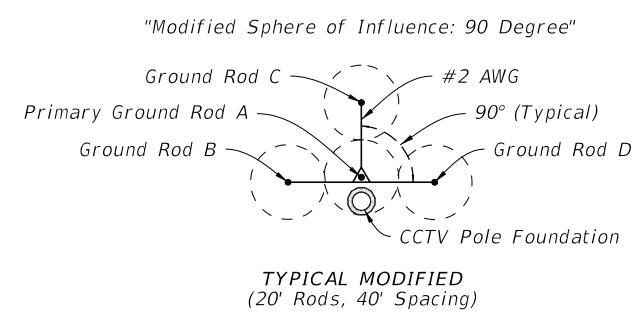 "Modified Sphere of Influence: 90 Degree"
Ground Rod C
#2 AWG
Primary Ground Rod A
90° (Typical)
Ground Rod B
Ground Rod D
CCTV Pole Foundation
TYPICAL MODIFIED
(20' Rods, 40' Spacing)